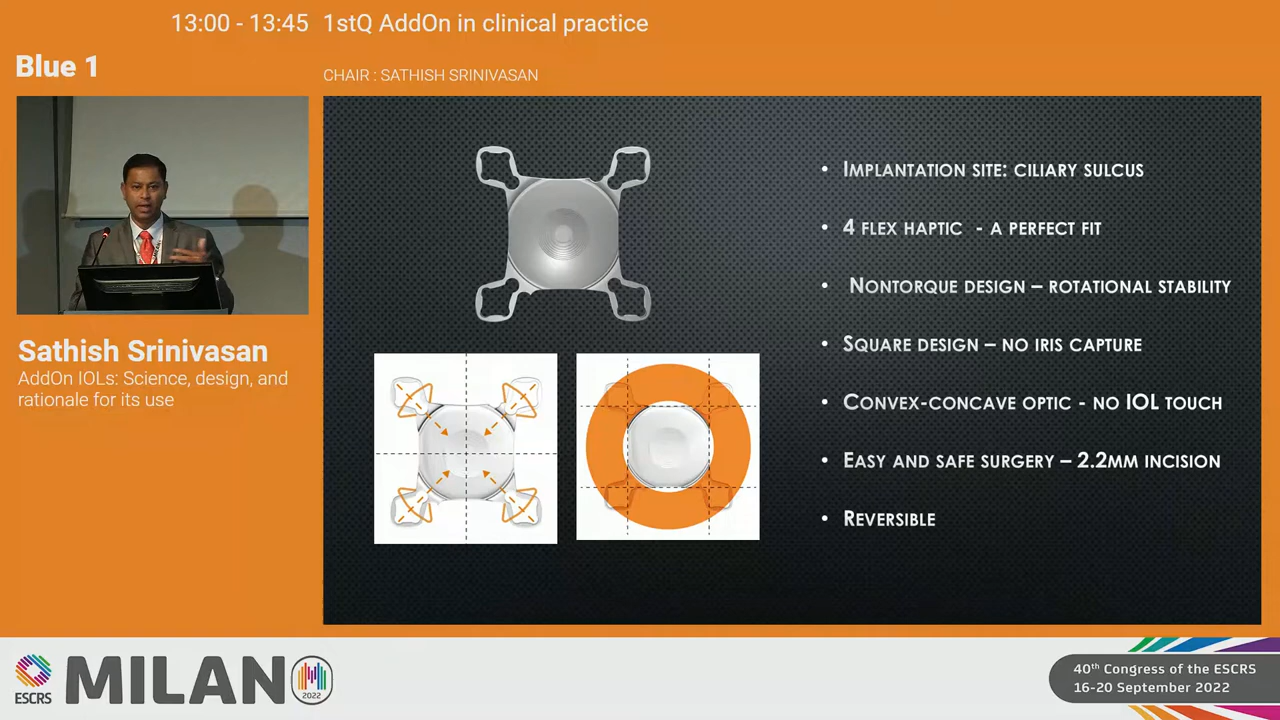 13:00 - 13:45 1stQ AddOn in clinical practice
Blue 1
CHAIR : SATHISH SRINIVASAN
Sathish Srinivasan
AddOn IOLs: Science, design, and
rationale for its use
• IMPLANTATION SITE: CILIARY SULCUS
• 4 FLEX HAPTIC - A PERFECT FIT
• NONTORQUE DESIGN – ROTATIONAL STABILITY
• SQUARE DESIGN – NO IRIS CAPTURE
• CONVEX-CONCAVE OPTIC - NO IOL TOUCH
• EASY AND SAFE SURGERY – 2.2MM INCISION
• REVERSIBLE
ESCRS
MILANO
2022
40th Congress of the ESCRS
16-20 September 2022